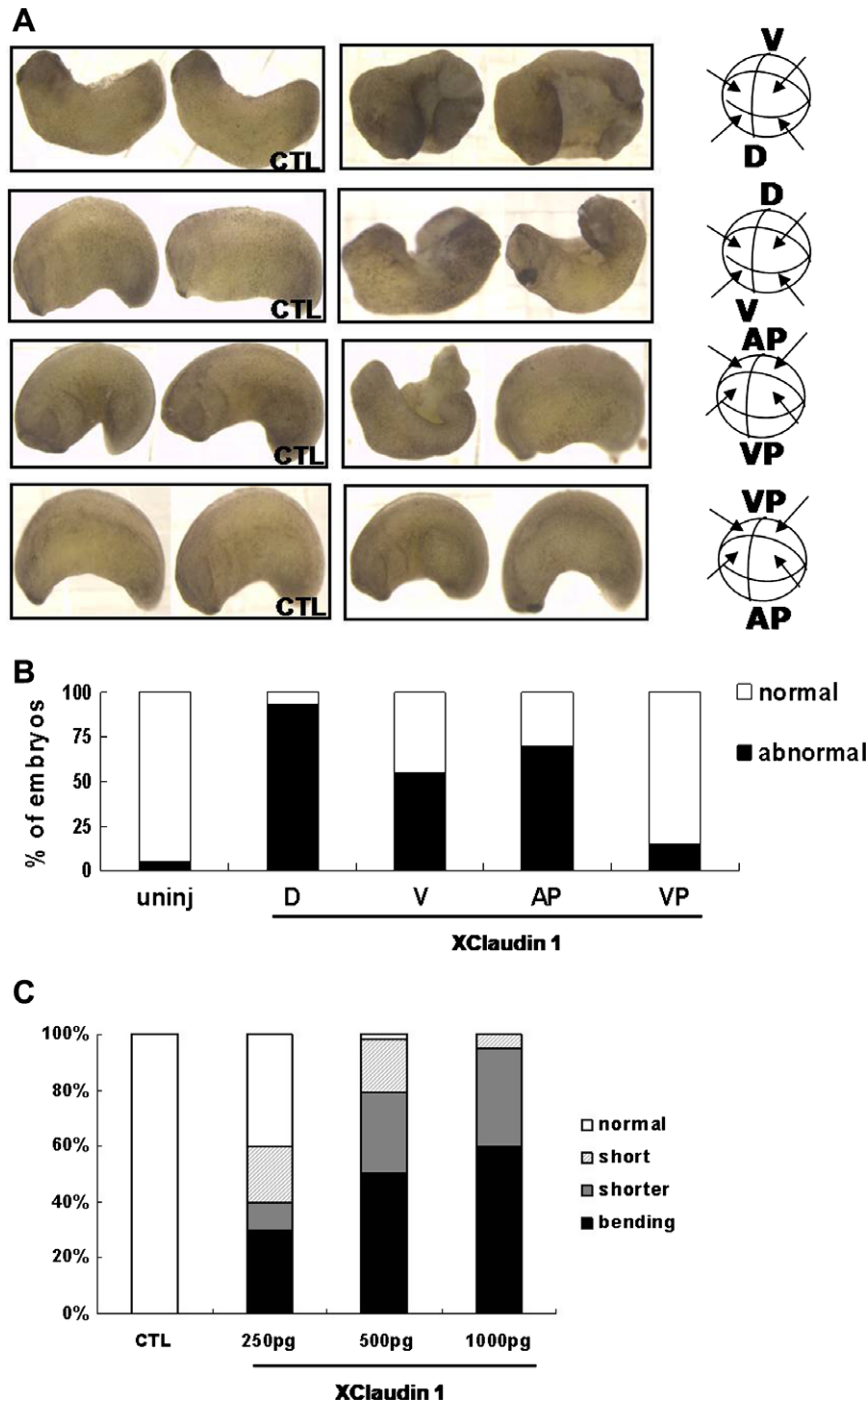 A
V
CTL
D
D
CTL
V
AP
CTL
VP
VP
CTL
AP
B
100
75
50
25
0
% of embryos
normal
abnormal
uninj
D
V
AP
VP
XClaudin 1
C
100%
80%
60%
40%
20%
0%
normal
short
shorter
bending
CTL
250pg
500pg
1000pg
XClaudin 1